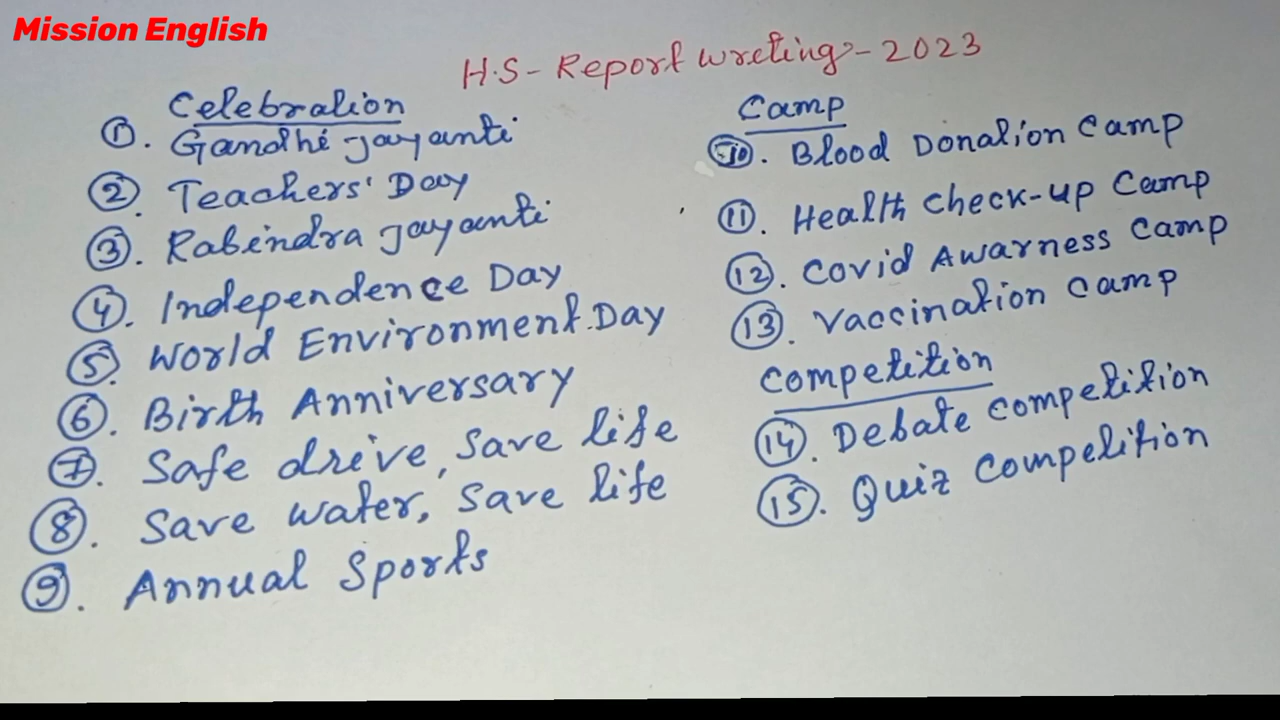 Mission English
H.S - Report Wreting - 2023
Celebration
1. Gandhi Jayanti
2. Teachers' Day
3. Rabindra Jayanti
4. Independence Day
5. World Environment Day
6. Birth Anniversary
7. Safe drive, Save life
8. Save water, Save life
9. Annual Sports
Camp
10. Blood Donation Camp
11. Health Check-up Camp
12. Covid Awarness Camp
13. Vaccination Camp
Competition
14. Debate Competition
15. Quiz Competition